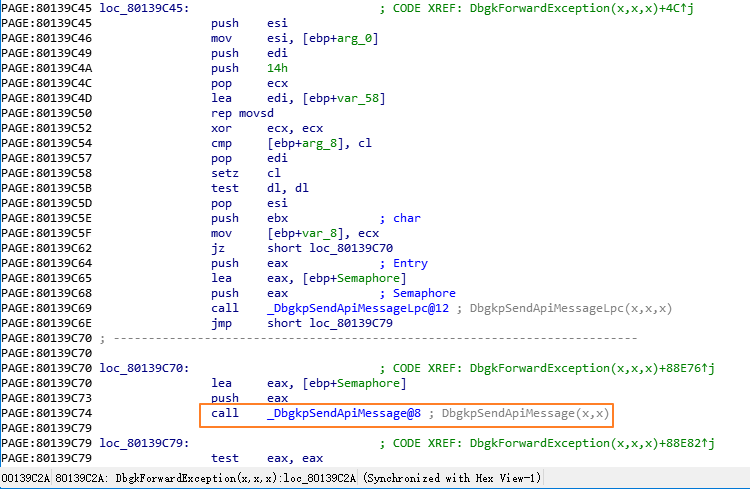 PAGE:80139C45 loc_80139C45: ; CODE XREF: DbgkForwardException(x,x,x)+4C↑j
PAGE:80139C45 push esi
PAGE:80139C46 mov esi, [ebp+arg_0]
PAGE:80139C49 push edi
PAGE:80139C4A push 14h
PAGE:80139C4C pop ecx
PAGE:80139C4D lea edi, [ebp+var_58]
PAGE:80139C50 rep movsd
PAGE:80139C52 xor ecx, ecx
PAGE:80139C54 cmp [ebp+arg_8], cl
PAGE:80139C57 pop edi
PAGE:80139C58 setz cl
PAGE:80139C5B test dl, dl
PAGE:80139C5D pop esi
PAGE:80139C5E push ebx ; char
PAGE:80139C5F mov [ebp+var_8], ecx
PAGE:80139C62 jz short loc_80139C70
PAGE:80139C64 push eax ; Entry
PAGE:80139C65 lea eax, [ebp+Semaphore]
PAGE:80139C68 push eax ; Semaphore
PAGE:80139C69 call _DbgkpSendApiMessageLpc@12 ; DbgkpSendApiMessageLpc(x,x,x)
PAGE:80139C6E jmp short loc_80139C79
PAGE:80139C70 ; ---------------------------------------------------------------------------
PAGE:80139C70
PAGE:80139C70 loc_80139C70: ; CODE XREF: DbgkForwardException(x,x,x)+88E76↑j
PAGE:80139C70 lea eax, [ebp+Semaphore]
PAGE:80139C73 push eax
PAGE:80139C74 call _DbgkpSendApiMessage@8 ; DbgkpSendApiMessage(x,x)
PAGE:80139C79
PAGE:80139C79 loc_80139C79: ; CODE XREF: DbgkForwardException(x,x,x)+88E82↑j
PAGE:80139C79 test eax, eax
00139C2A 80139C2A: DbgkForwardException(x,x,x):loc_80139C2A (Synchronized with Hex View-1)